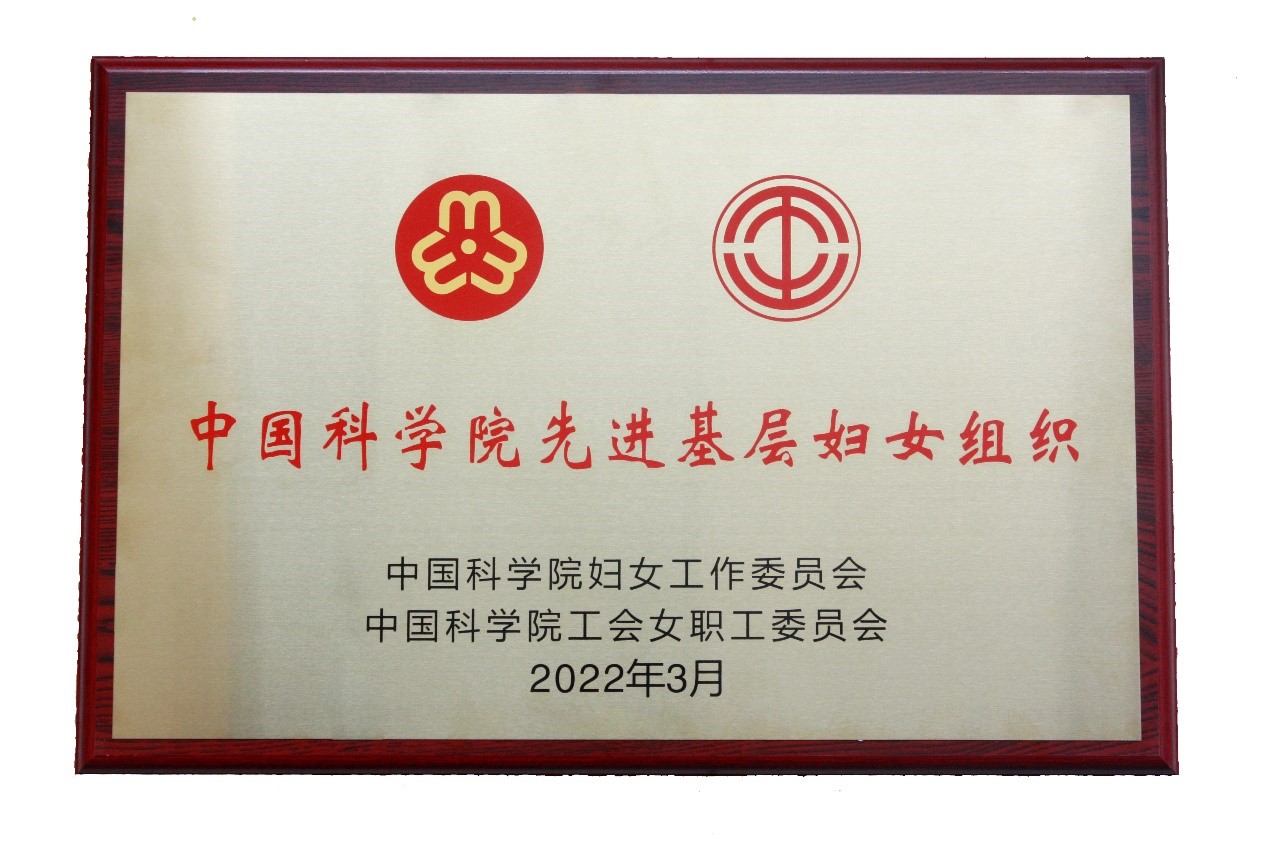 中国科学院先进基层妇女组织
中国科学院妇女工作委员会
中国科学院工会女职工委员会
2022年3月